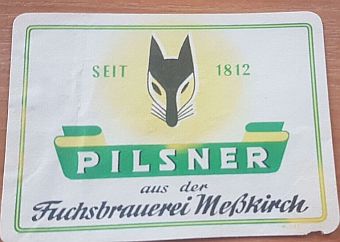 SEIT 1812
PILSNER
aus der
Fuchsbrauerei Meßkirch